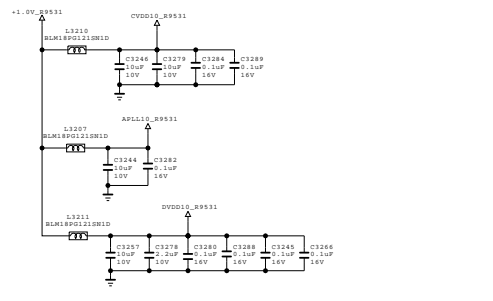 +1.0V_R9531
L3210
BLM18PG121SN1D
CVDD10_R9531
C3246
10uF
10V
C3279
10uF
10V
C3284
0.1uF
16V
C3289
0.1uF
16V
L3207
BLM18PG121SN1D
APLL10_R9531
C3244
10uF
10V
C3282
0.1uF
16V
L3211
BLM18PG121SN1D
DVDD10_R9531
C3257
10uF
10V
C3278
2.2uF
10V
C3280
0.1uF
16V
C3288
0.1uF
16V
C3245
0.1uF
16V
C3266
0.1uF
16V